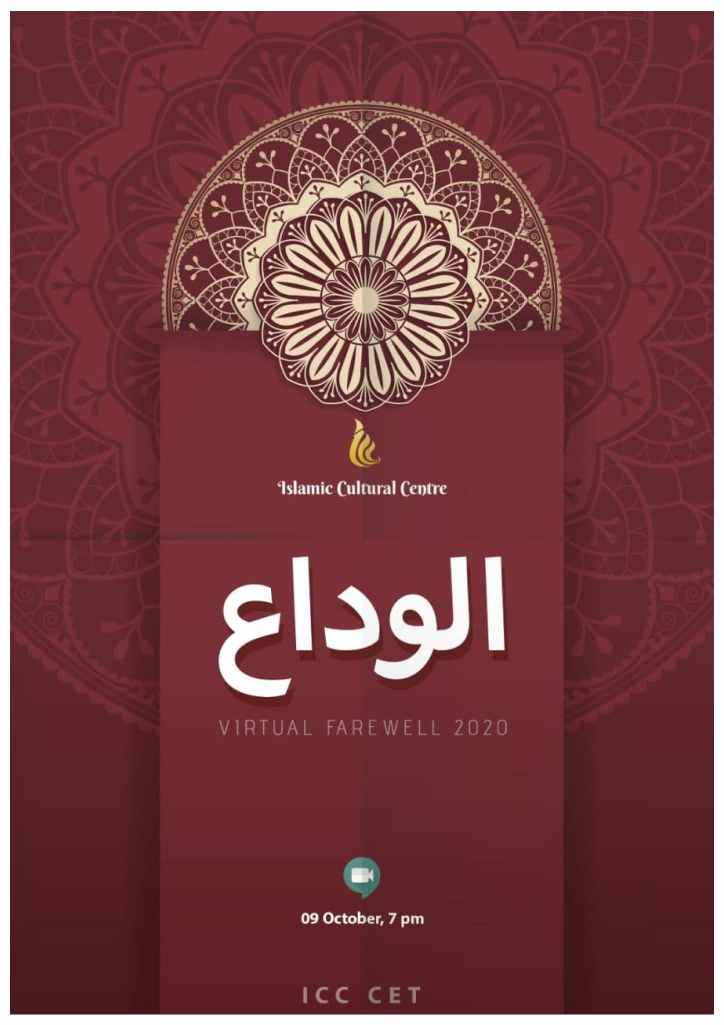 Islamic Cultural Centre
الوداع
VIRTUAL FAREWELL 2020
09 October, 7 pm
ICC CET